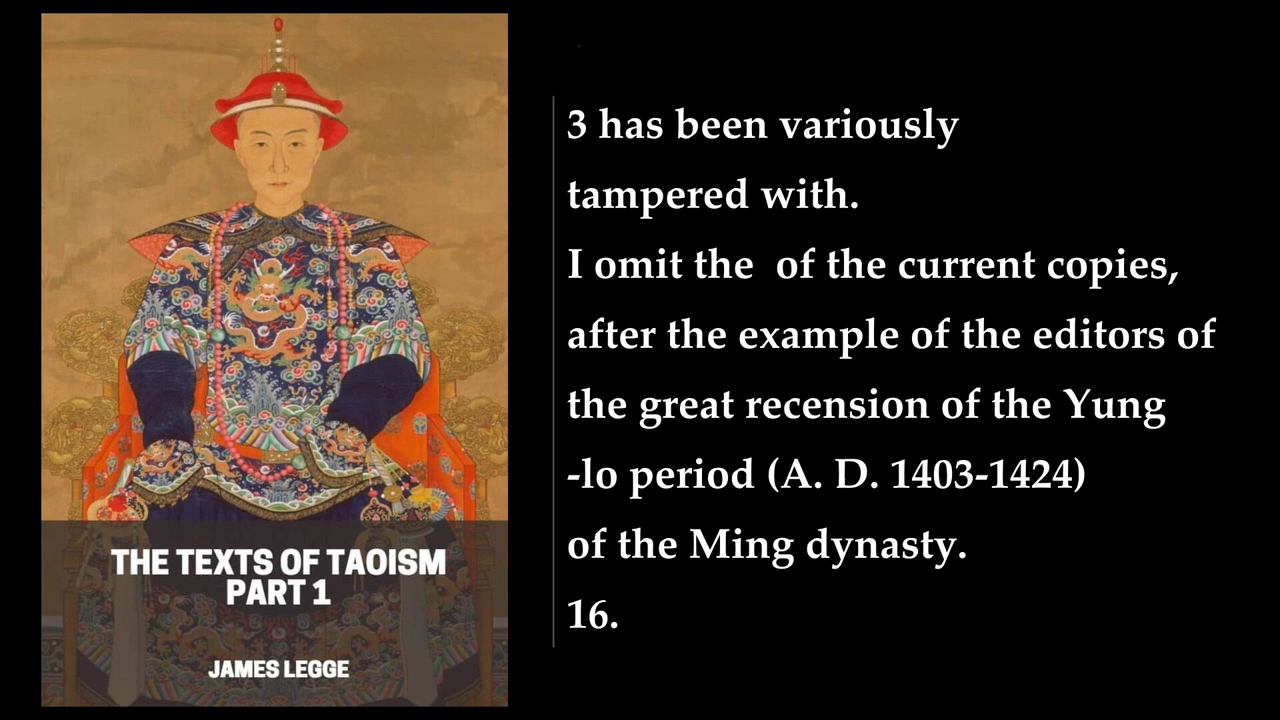 THE TEXTS OF TAOISM
PART 1
JAMES LEGGE
3 has been variously
tampered with.
I omit the  of the current copies,
after the example of the editors of
the great recension of the Yung
-lo period (A. D. 1403-1424)
of the Ming dynasty.
16.